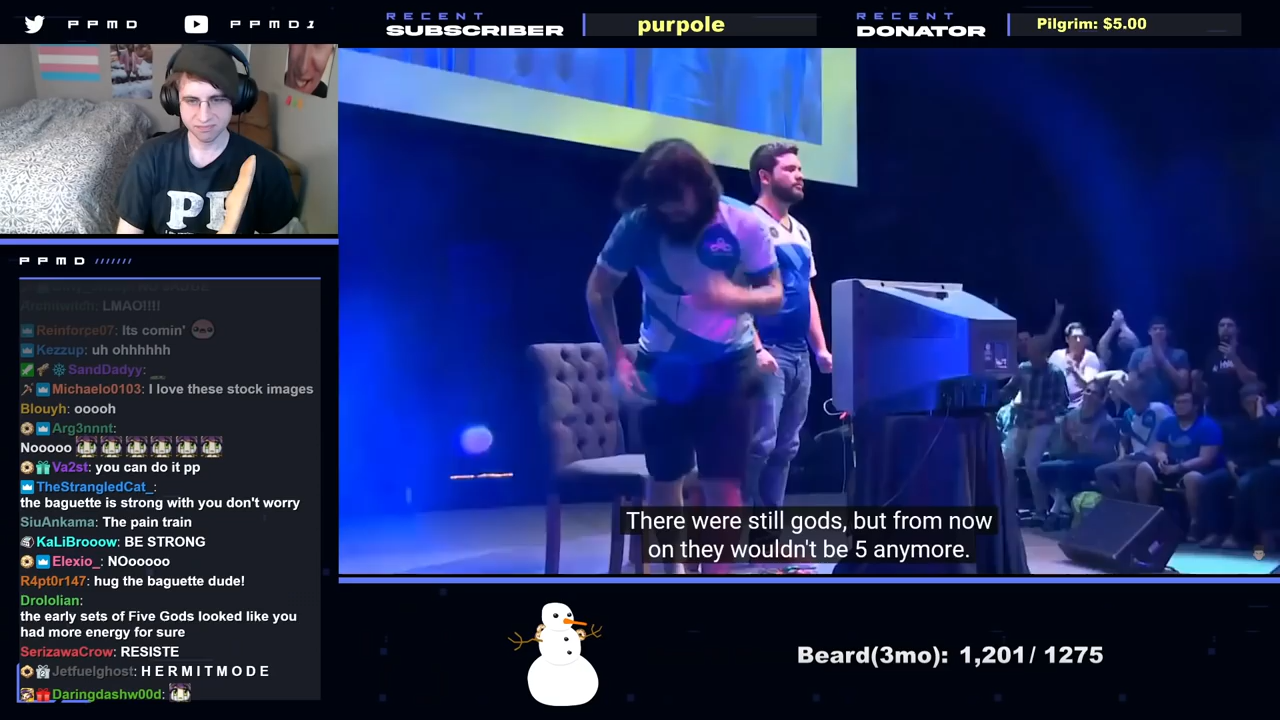 PPMD
PPMD1
RECENT
SUBSCRIBER
purpole
RECENT
DONATOR
Pilgrim: $5.00
PPMD ///////
LMAO!!!!
Reinforce07: Its comin'
Kezzup: uh ohhhhhh
SandDadyy:
Michaelo0103: I love these stock images
Blouyh: ooooh
Arg3nnnt:
Nooooo
Va2st: you can do it pp
TheStrangledCat_:
the baguette is strong with you don't worry
SiuAnkama: The pain train
KaLiBrooow: BE STRONG
Elexio_: NOooooo
R4pt0r147: hug the baguette dude!
Drololian:
the early sets of Five Gods looked like you
had more energy for sure
SerizawaCrow: RESISTE
Jetfuelghost: H E R M I T M O D E
Daringdashw00d:
There were still gods, but from now
on they wouldn't be 5 anymore.
Beard(3mo): 1,201/ 1275